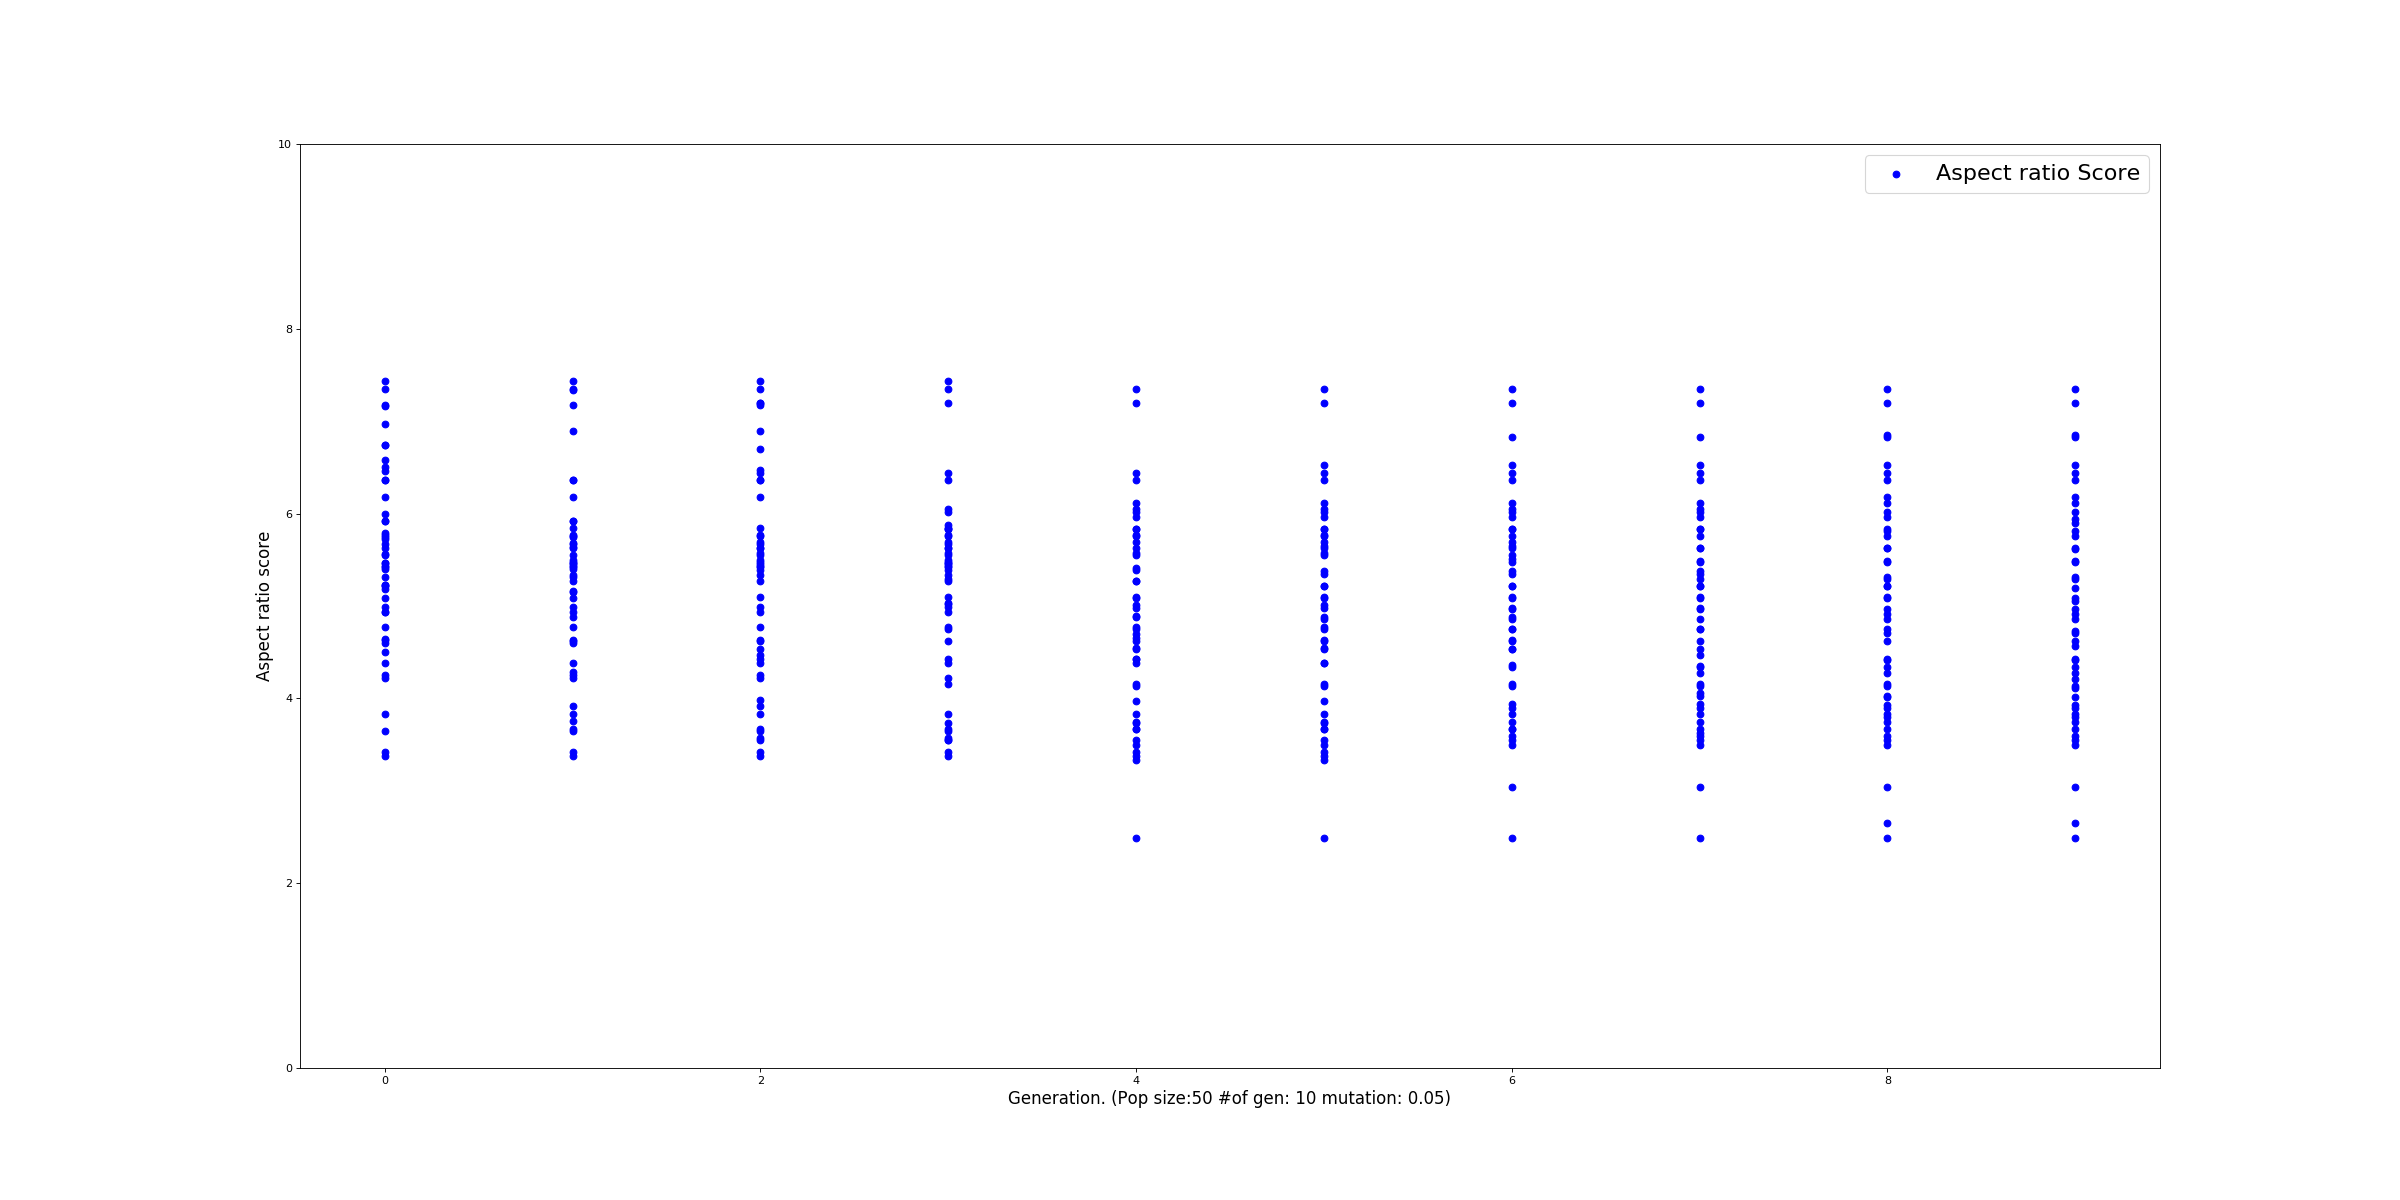 10
Aspect ratio Score
8
6
Aspect ratio score
4
2
0
0 2 4 6 8
Generation. (Pop size:50 #of gen: 10 mutation: 0.05)